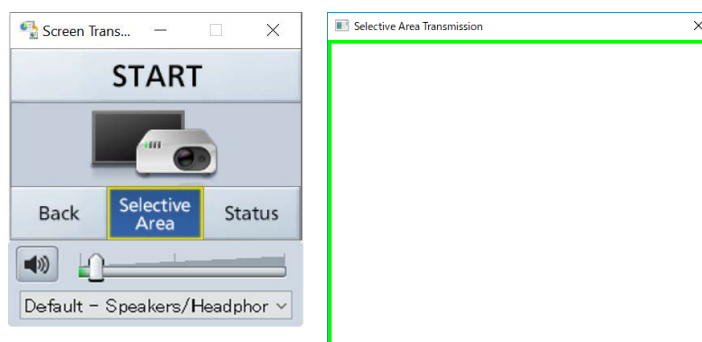 Screen Trans...
START
Back
Selective
Area
Status
Default - Speakers/Headphor
Selective Area Transmission